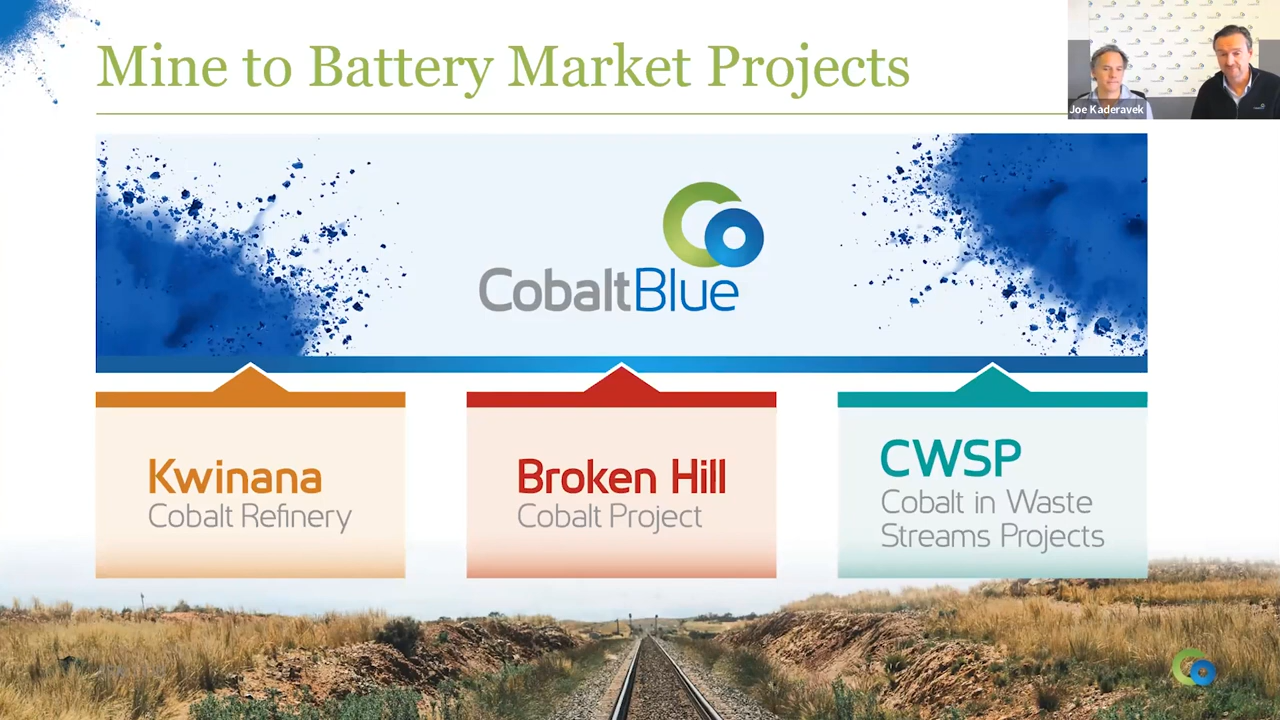 Mine to Battery Market Projects
Joe Kaderavek
CobaltBlue
Kwinana
Cobalt Refinery
Broken Hill
Cobalt Project
CWSP
Cobalt in Waste
Streams Projects